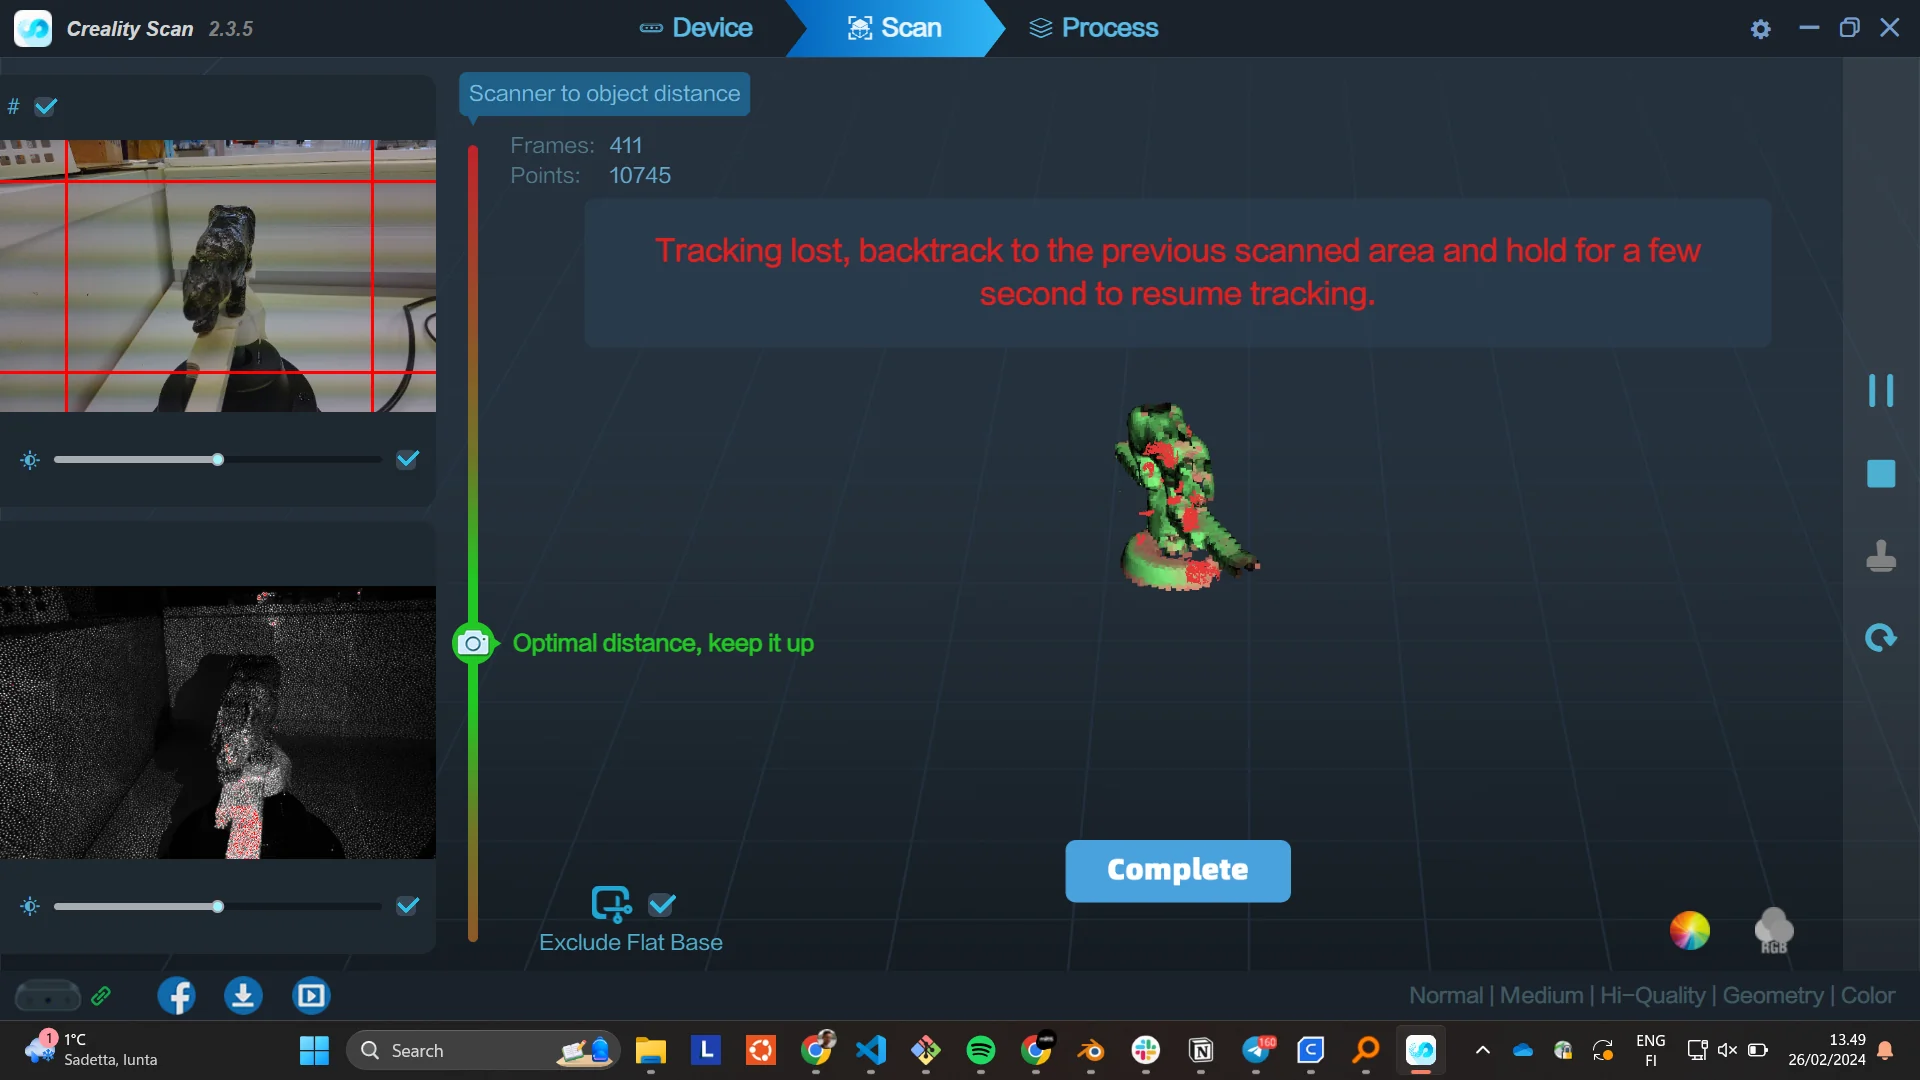 Creality Scan 2.3.5
Device
Scan
Process
#
Scanner to object distance
Frames: 411
Points: 10745
Tracking lost, backtrack to the previous scanned area and hold for a few
second to resume tracking.
Optimal distance, keep it up
Complete
Exclude Flat Base
RGB
Normal | Medium | Hi-Quality | Geometry | Color
1
1°C
Sadetta, lunta
Search
L
160
ENG
FI
13.49
26/02/2024